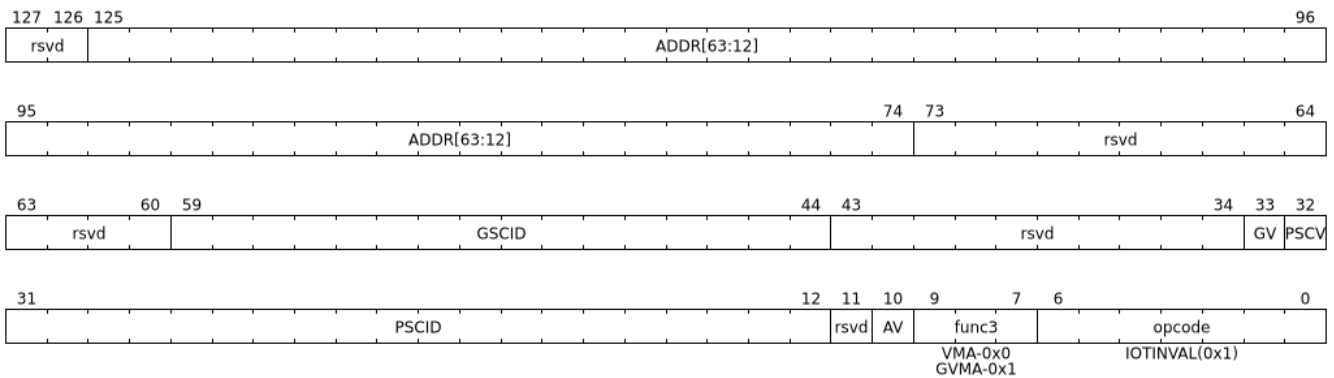 127 126 125 96
rsvd ADDR[63:12]
95 74 73 64
ADDR[63:12] rsvd
63 60 59 44 43 34 33 32
rsvd GSCID rsvd GV PSCV
31 12 11 10 9 7 6 0
PSCID rsvd AV func3 opcode
VMA-0x0 IOTINVAL(0x1)
GVMA-0x1